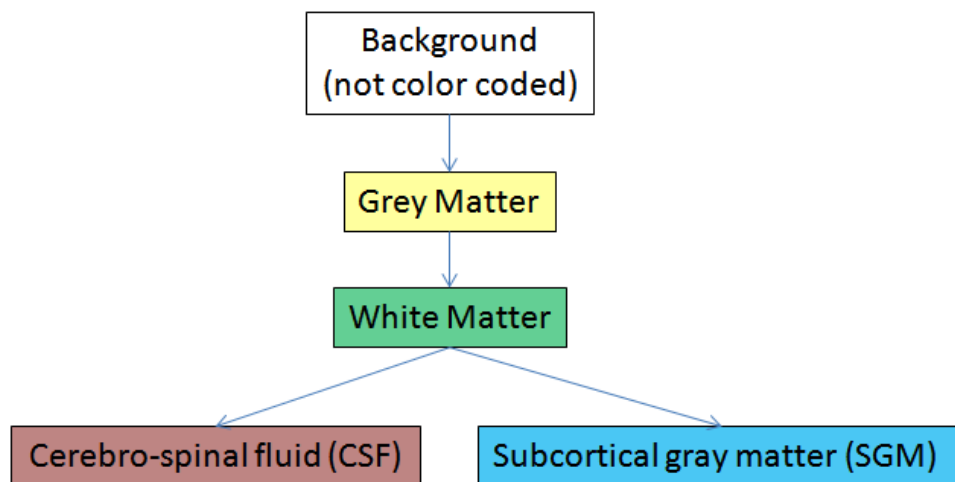 Background
(not color coded)
Grey Matter
White Matter
Cerebro-spinal fluid (CSF)
Subcortical gray matter (SGM)